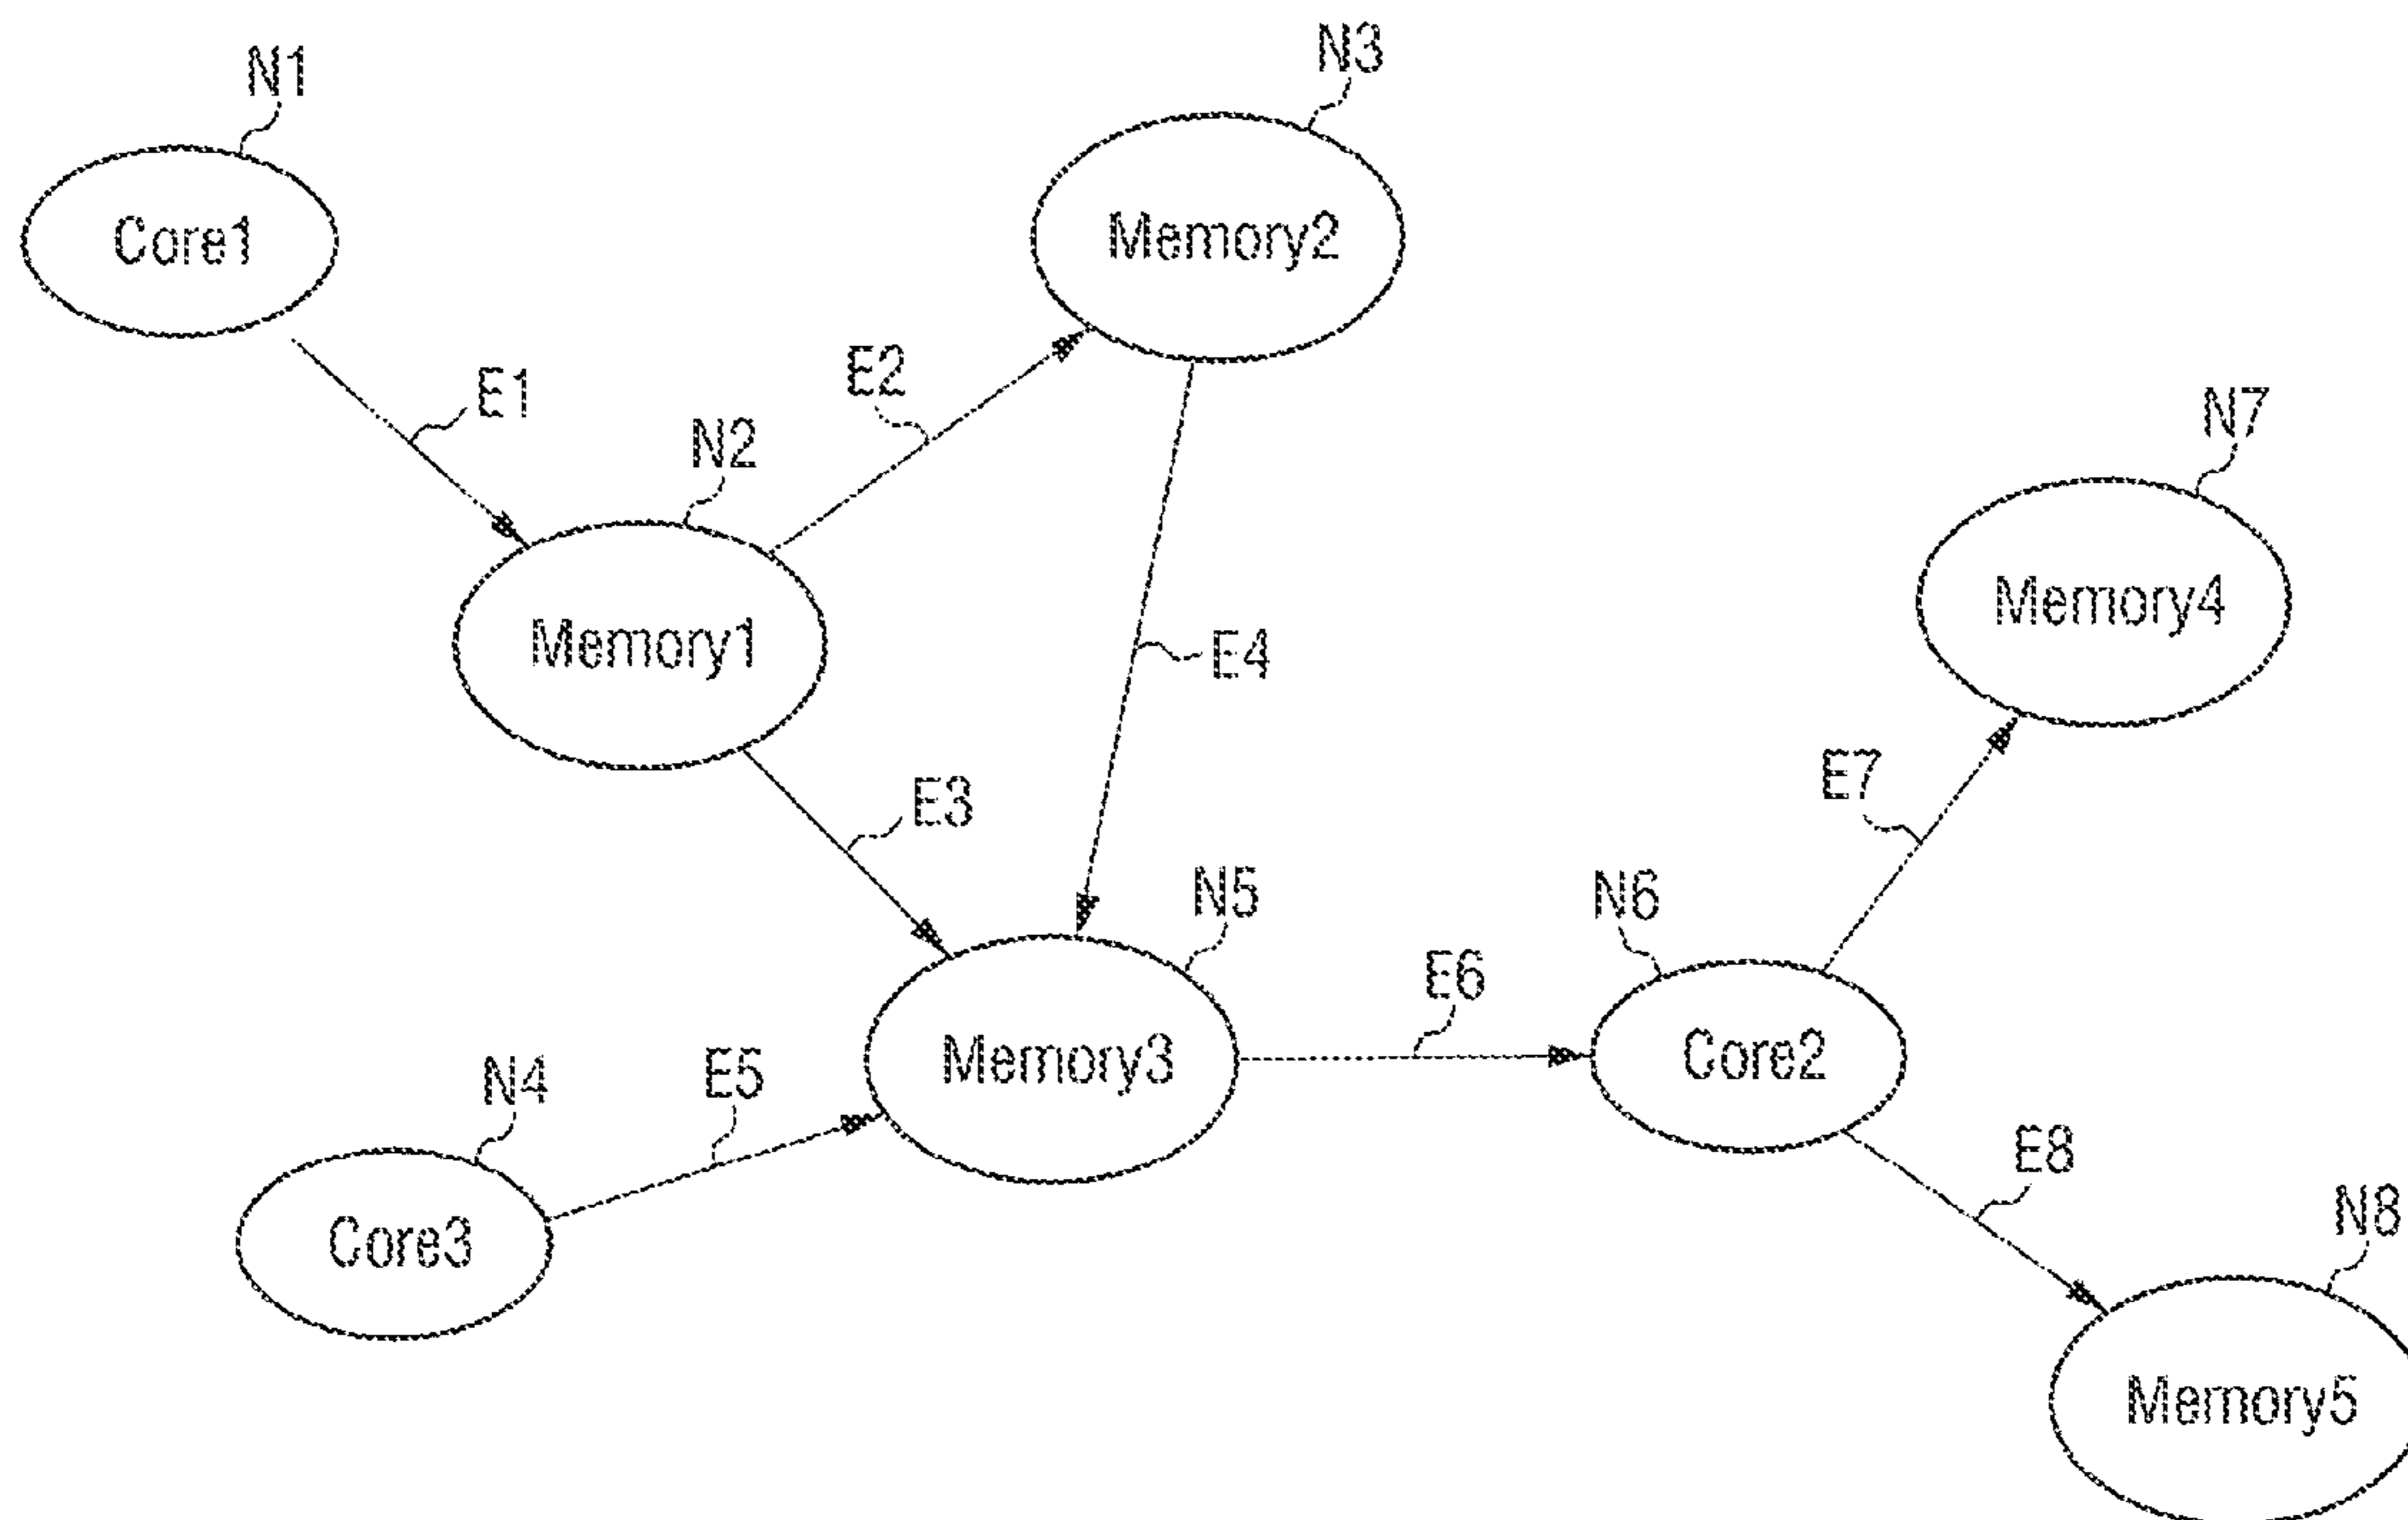 N1
N3
Core1
Memory2
E1
E2
N2
N7
Memory1
E4
Memory4
E3
E7
N5
N6
E6
Memory3
Core2
N4
E5
E8
Core3
N8
Memory5